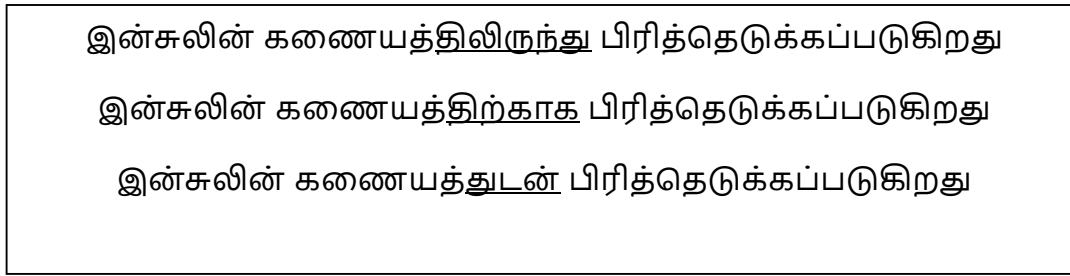 இன்சுலின் கணையத்திலிருந்து பிரித்தெடுக்கப்படுகிறது
இன்சுலின் கணையத்திற்காக பிரித்தெடுக்கப்படுகிறது
இன்சுலின் கணையத்துடன் பிரித்தெடுக்கப்படுகிறது